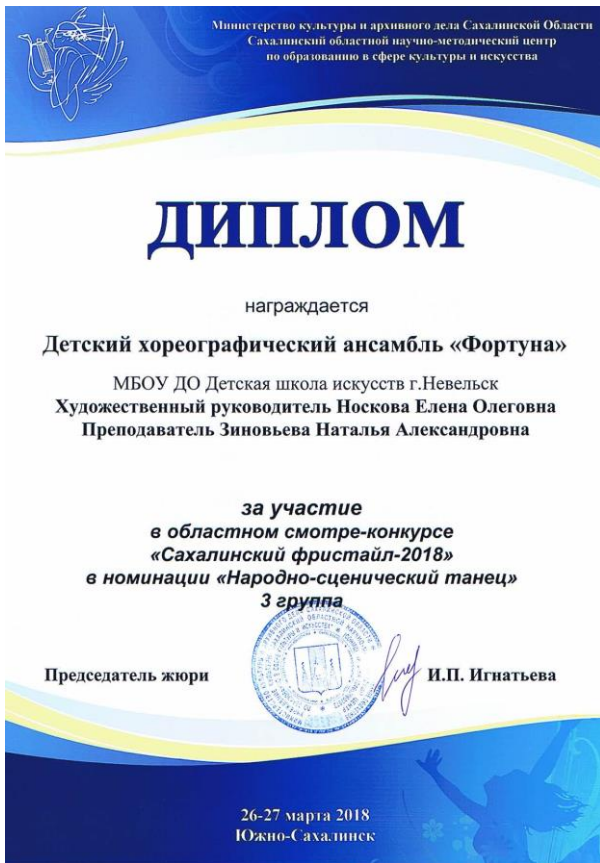 Министерство культуры и архивного дела Сахалинской Области
Сахалинский областной научно-методический центр
по образованию в сфере культуры и искусства
ДИПЛОМ
награждается
Детский хореографический ансамбль «Фортуна»
МБОУ ДО Детская школа искусств г.Невельск
Художественный руководитель Носкова Елена Олеговна
Преподаватель Зиновьева Наталья Александровна
за участие
в областном смотре-конкурсе
«Сахалинский фристайл-2018»
в номинации «Народно-сценический танец»
3 группа
Председатель жюри
И.П. Игнатьева
26-27 марта 2018
Южно-Сахалинск